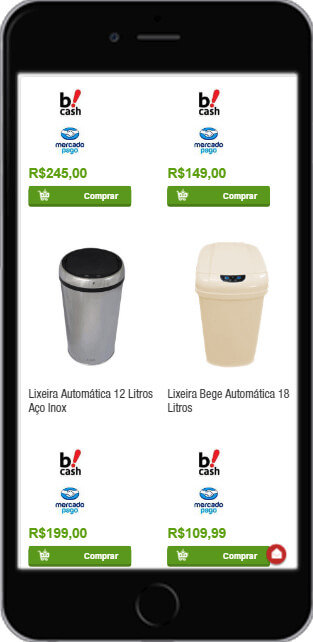 b! cash
b! cash
mercado pago
mercado pago
R$245,00
R$149,00
Comprar
Comprar
Lixeira Automática 12 Litros
Aço Inox
Lixeira Bege Automática 18
Litros
b! cash
b! cash
mercado pago
mercado pago
R$199,00
R$109,99
Comprar
Comprar